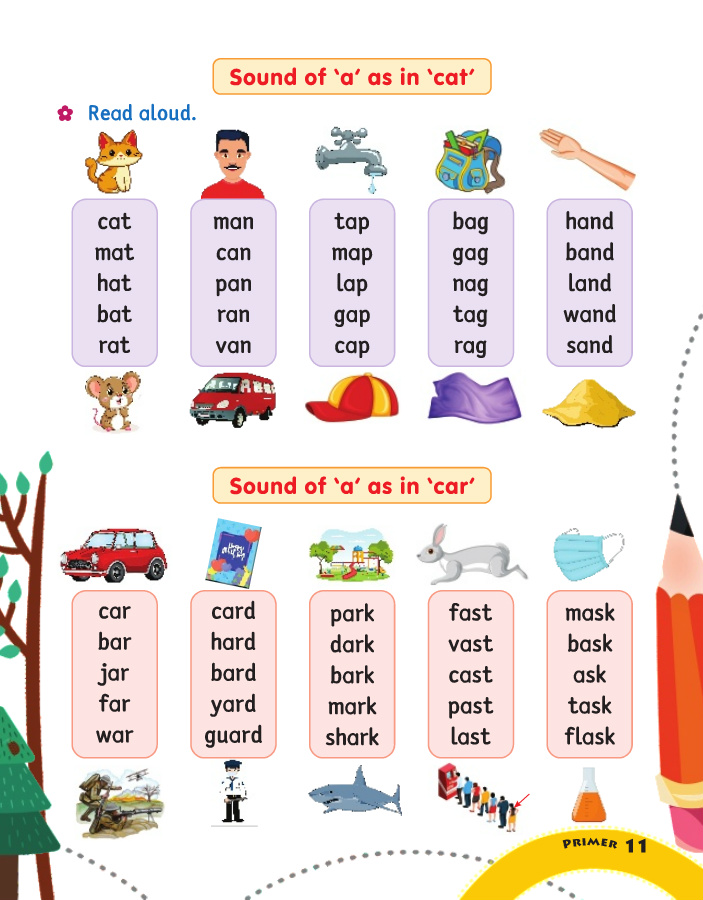 Sound of ‘a’ as in ‘cat’
Read aloud.
cat
mat
hat
bat
rat
man
can
pan
ran
van
tap
map
lap
gap
cap
bag
gag
nag
tag
rag
hand
band
land
wand
sand
Sound of ‘a’ as in ‘car’
car
bar
jar
far
war
card
hard
bard
yard
guard
park
dark
bark
mark
shark
fast
vast
cast
past
last
mask
bask
ask
task
flask
PRIMER 11